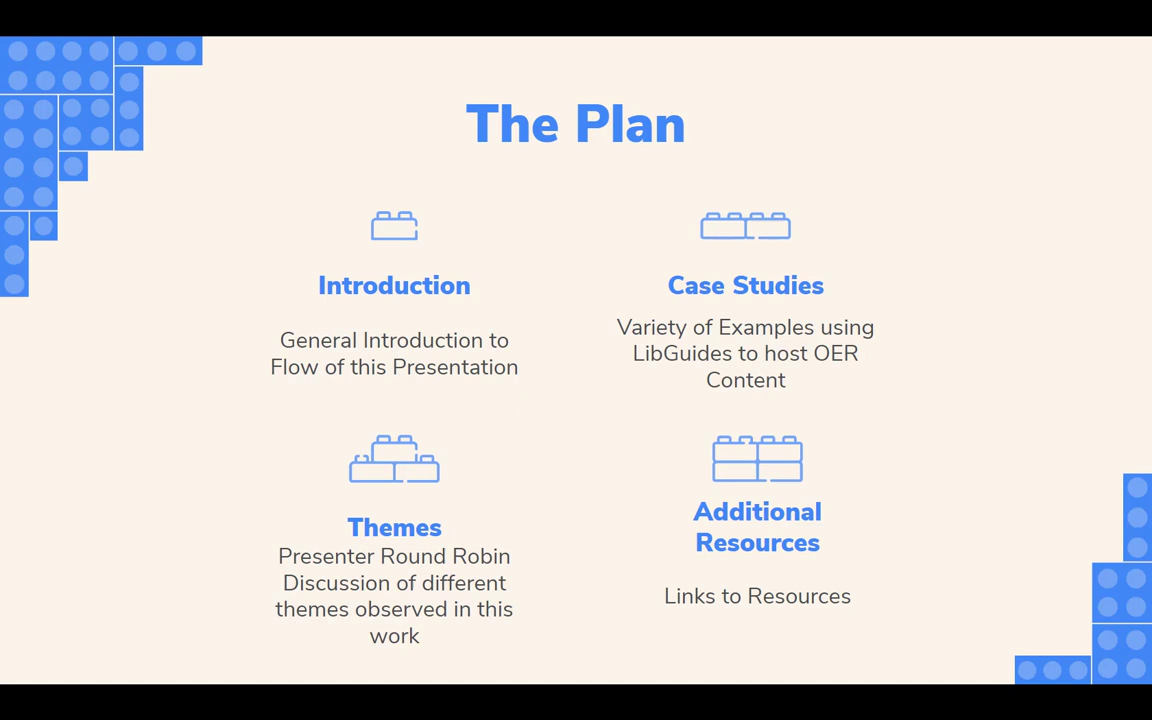 The Plan
Introduction
General Introduction to
Flow of this Presentation
Case Studies
Variety of Examples using
LibGuides to host OER
Content
Themes
Presenter Round Robin
Discussion of different
themes observed in this
work
Additional
Resources
Links to Resources